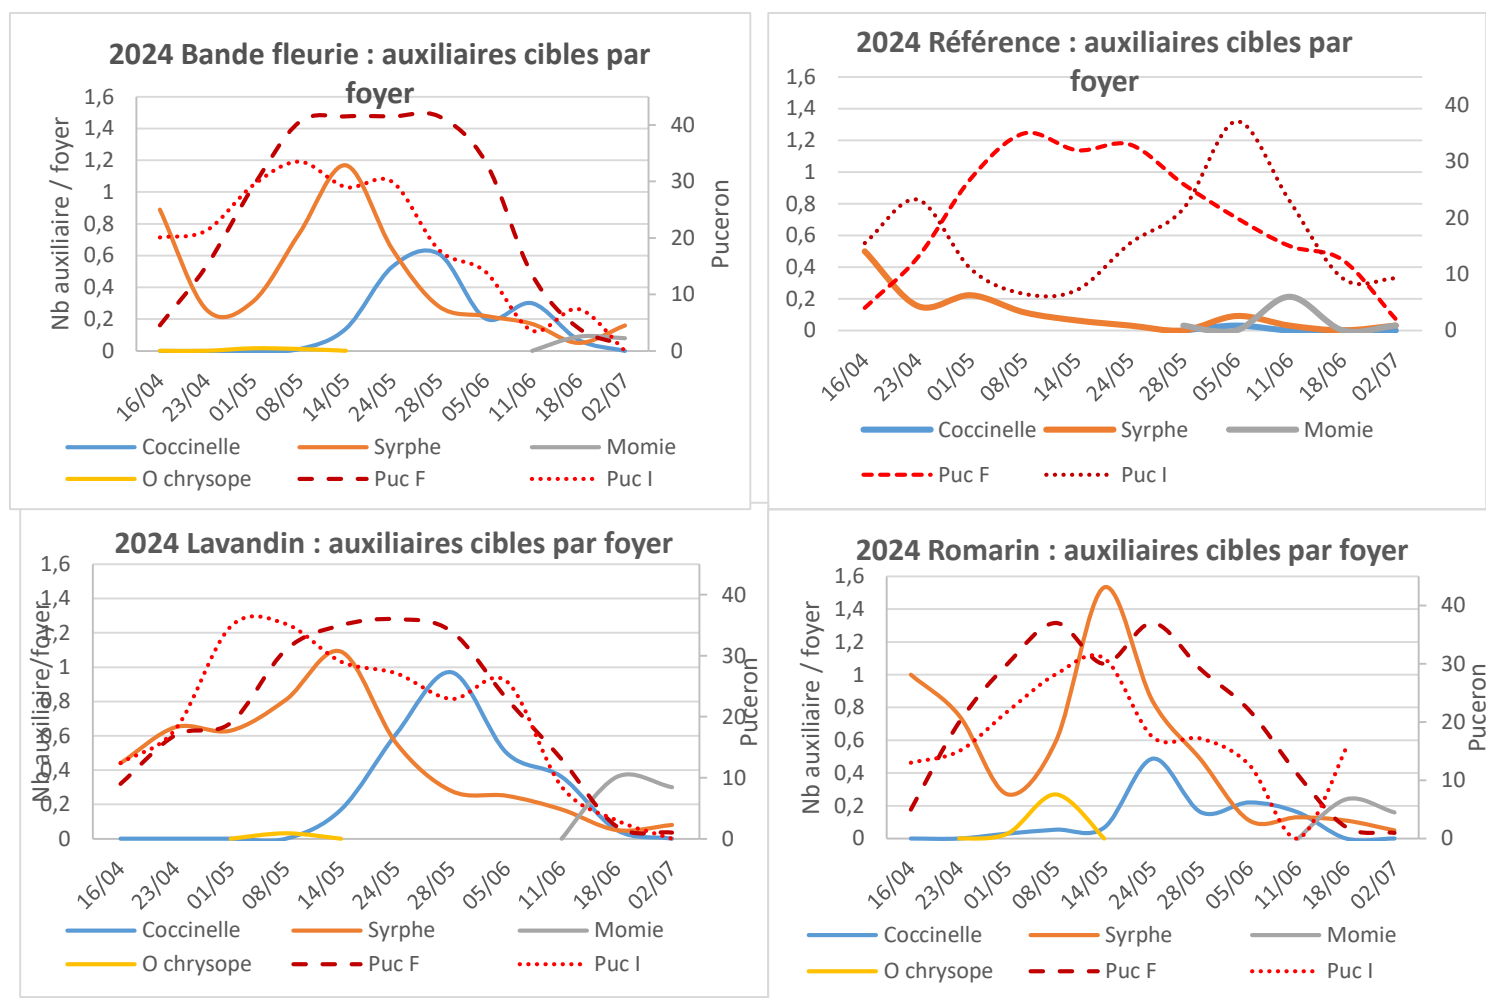 2024 Bande fleurie : auxiliaires cibles par
foyer
1,6
1,4
1,2
1
0,8
0,6
0,4
0,2
0
Nb auxiliaire / foyer
40
30
20
10
0
Puceron
16/04 23/04 01/05 08/05 14/05 24/05 28/05 05/06 11/06 18/06 02/07
Coccinelle Syrphe Momie
O chrysope Puc F Puc I
2024 Référence : auxiliaires cibles par
foyer
1,6
1,4
1,2
1
0,8
0,6
0,4
0,2
0
40
30
20
10
0
16/04 23/04 01/05 08/05 14/05 24/05 28/05 05/06 11/06 18/06 02/07
Coccinelle Syrphe Momie
Puc F Puc I
2024 Lavandin : auxiliaires cibles par foyer
1,6
1,4
1,2
1
0,8
0,6
0,4
0,2
0
Nb auxiliaire/foyer
40
30
20
10
0
Puceron
16/04 23/04 01/05 08/05 14/05 24/05 28/05 05/06 11/06 18/06 02/07
Coccinelle Syrphe Momie
O chrysope Puc F Puc I
2024 Romarin : auxiliaires cibles par foyer
1,6
1,4
1,2
1
0,8
0,6
0,4
0,2
0
Nb auxiliaire / foyer
40
30
20
10
0
Puceron
16/04 23/04 01/05 08/05 14/05 24/05 28/05 05/06 11/06 18/06 02/07
Coccinelle Syrphe Momie
O chrysope Puc F Puc I